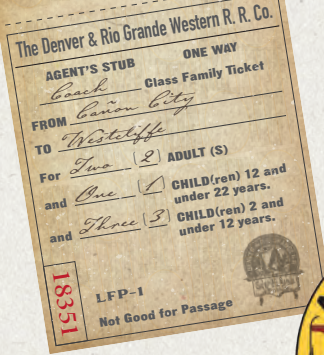 The Denver & Rio Grande Western R. R. Co.
AGENT'S STUB ONE WAY
Coach Class Family Ticket
FROM Cañon City
TO Westcliffe
For Two (2) ADULT (S)
and One (1) CHILD(ren) 12 and
under 22 years.
and Three (3) CHILD(ren) 2 and
under 12 years.
18351
LFP-1
Not Good for Passage